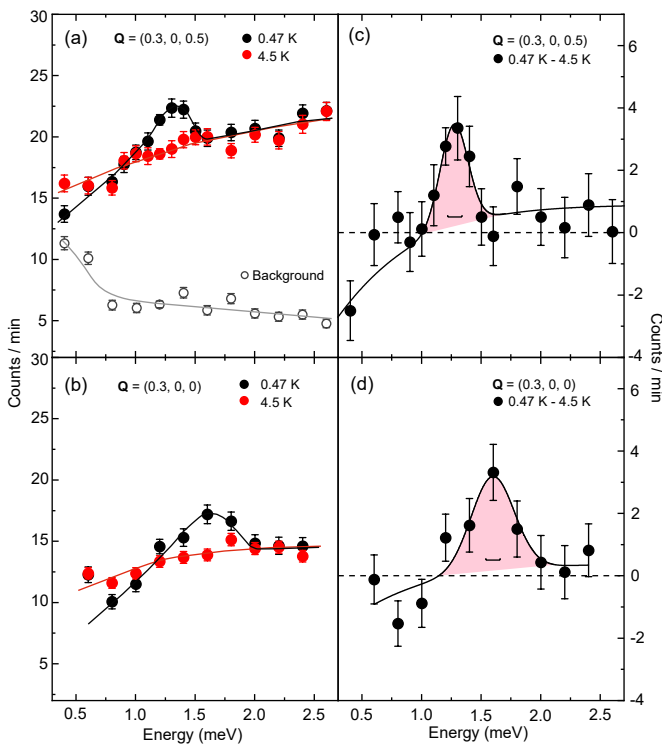 (a)
Q = (0.3, 0, 0.5)
0.47 K
4.5 K
Background
30
25
20
15
10
5
(b)
Q = (0.3, 0, 0)
0.47 K
4.5 K
30
25
20
15
10
5
0.5 1.0 1.5 2.0 2.5
Energy (meV)
Counts / min
(c)
Q = (0.3, 0, 0.5)
0.47 K - 4.5 K
6
4
2
0
-2
-4
(d)
Q = (0.3, 0, 0)
0.47 K - 4.5 K
6
4
2
0
-2
-4
0.5 1.0 1.5 2.0 2.5
Energy (meV)
Counts / min